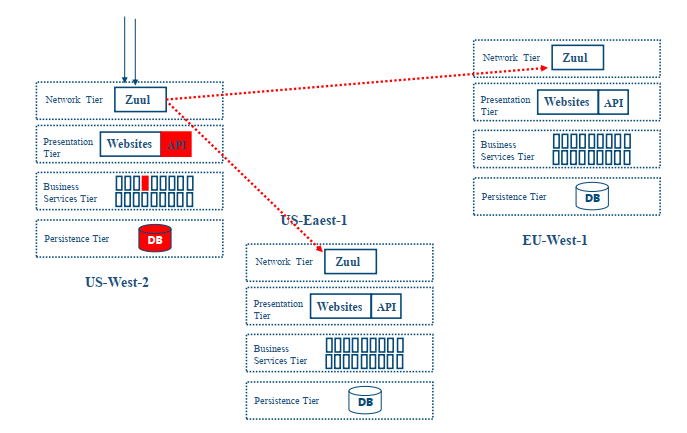 Network Tier
Zuul
Presentation
Tier
Websites
API
Business
Services Tier
Persistence Tier
DB
US-West-2
US-Eaest-1
Network Tier
Zuul
Presentation
Tier
Websites
API
Business
Services Tier
Persistence Tier
DB
Network Tier
Zuul
Presentation
Tier
Websites
API
Business
Services Tier
Persistence Tier
DB
EU-West-1